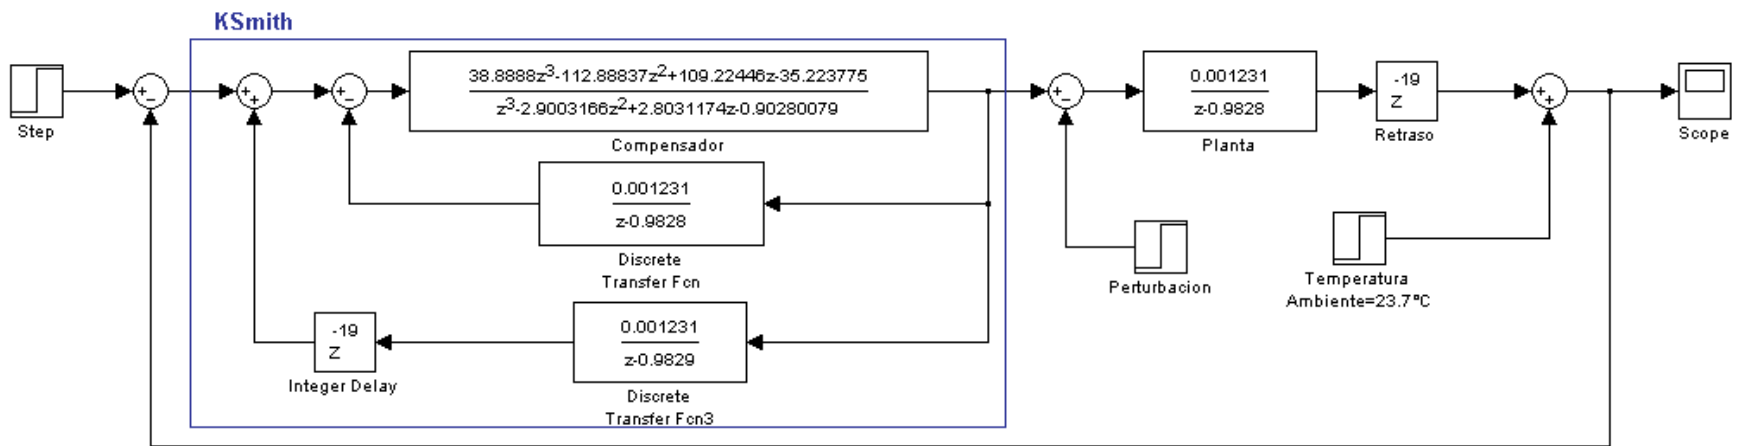 KSmith
Step
38.8888z3-112.88837z2+109.22446z-35.223775
z3-2.9003166z2+2.8031174z-0.90280079
Compensador
0.001231
z-0.9828
Planta
-19
Z
Retraso
Scope
0.001231
z-0.9828
Discrete
Transfer Fcn
Perturbacion
Temperatura
Ambiente=23.7ºC
-19
Z
Integer Delay
0.001231
z-0.9829
Discrete
Transfer Fcn3